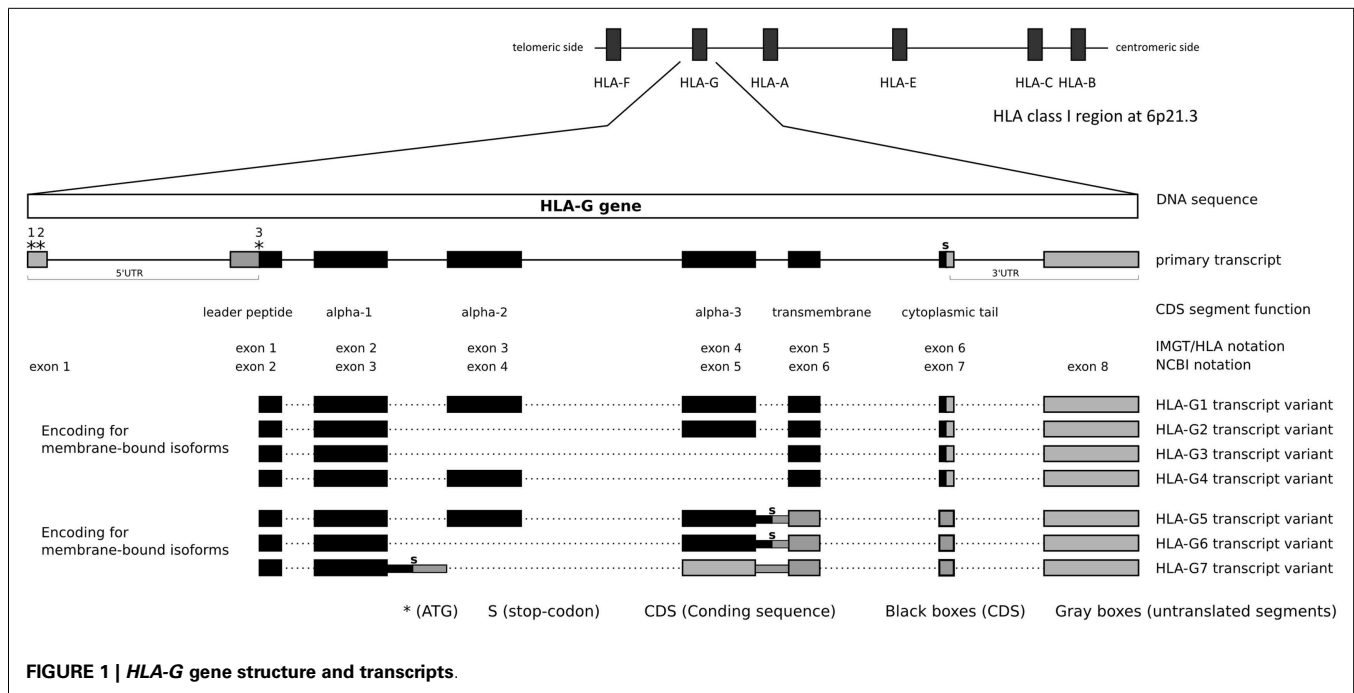 telomeric side centromeric side
HLA-F HLA-G HLA-A HLA-E HLA-C HLA-B
HLA class I region at 6p21.3
HLA-G gene DNA sequence
1 2 3
** * s
primary transcript
5'UTR 3'UTR
leader peptide alpha-1 alpha-2 alpha-3 transmembrane cytoplasmic tail CDS segment function
exon 1 exon 2 exon 3 exon 4 exon 5 exon 6 IMGT/HLA notation
exon 1 exon 2 exon 3 exon 4 exon 5 exon 6 exon 7 exon 8 NCBI notation
HLA-G1 transcript variant
Encoding for
membrane-bound isoforms
HLA-G2 transcript variant
HLA-G3 transcript variant
HLA-G4 transcript variant
s HLA-G5 transcript variant
Encoding for
membrane-bound isoforms
s HLA-G6 transcript variant
s HLA-G7 transcript variant
* (ATG) S (stop-codon) CDS (Conding sequence) Black boxes (CDS) Gray boxes (untranslated segments)
FIGURE 1 | HLA-G gene structure and transcripts.